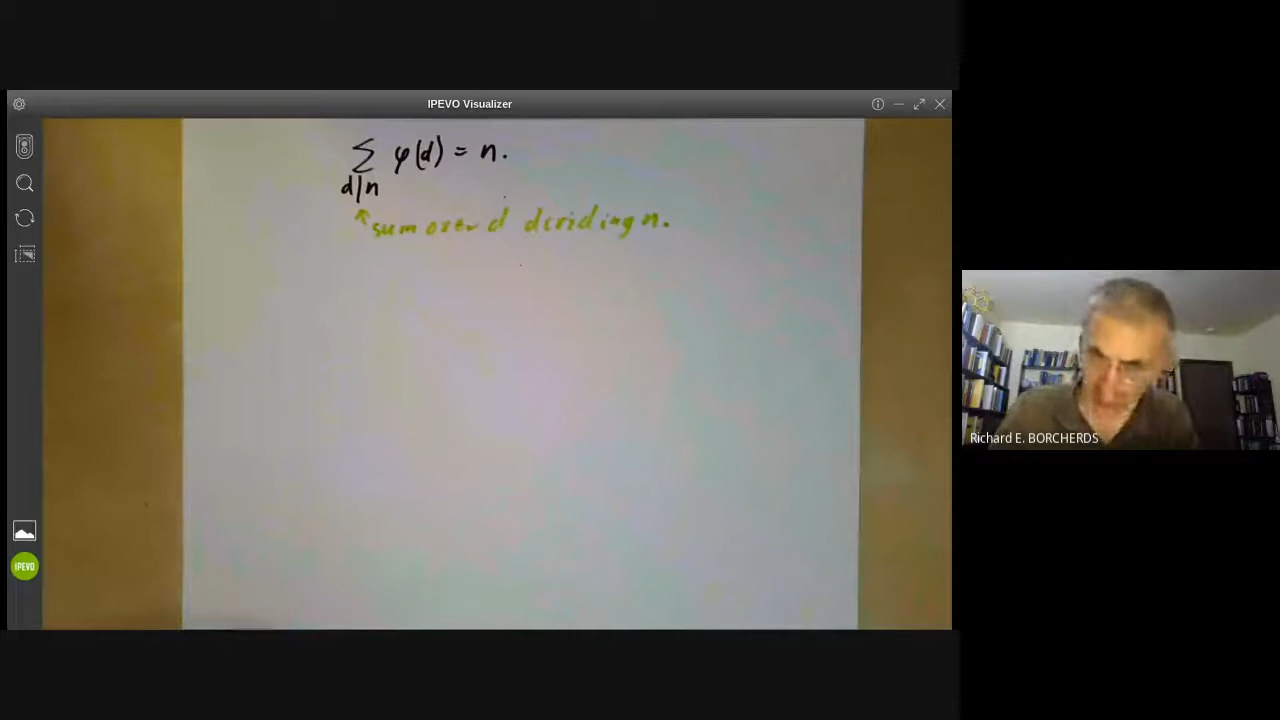 IPEVO Visualizer
∑ φ(d) = n.
d|n
sum over d dividing n.
Richard E. BORCHERDS
IPEVO